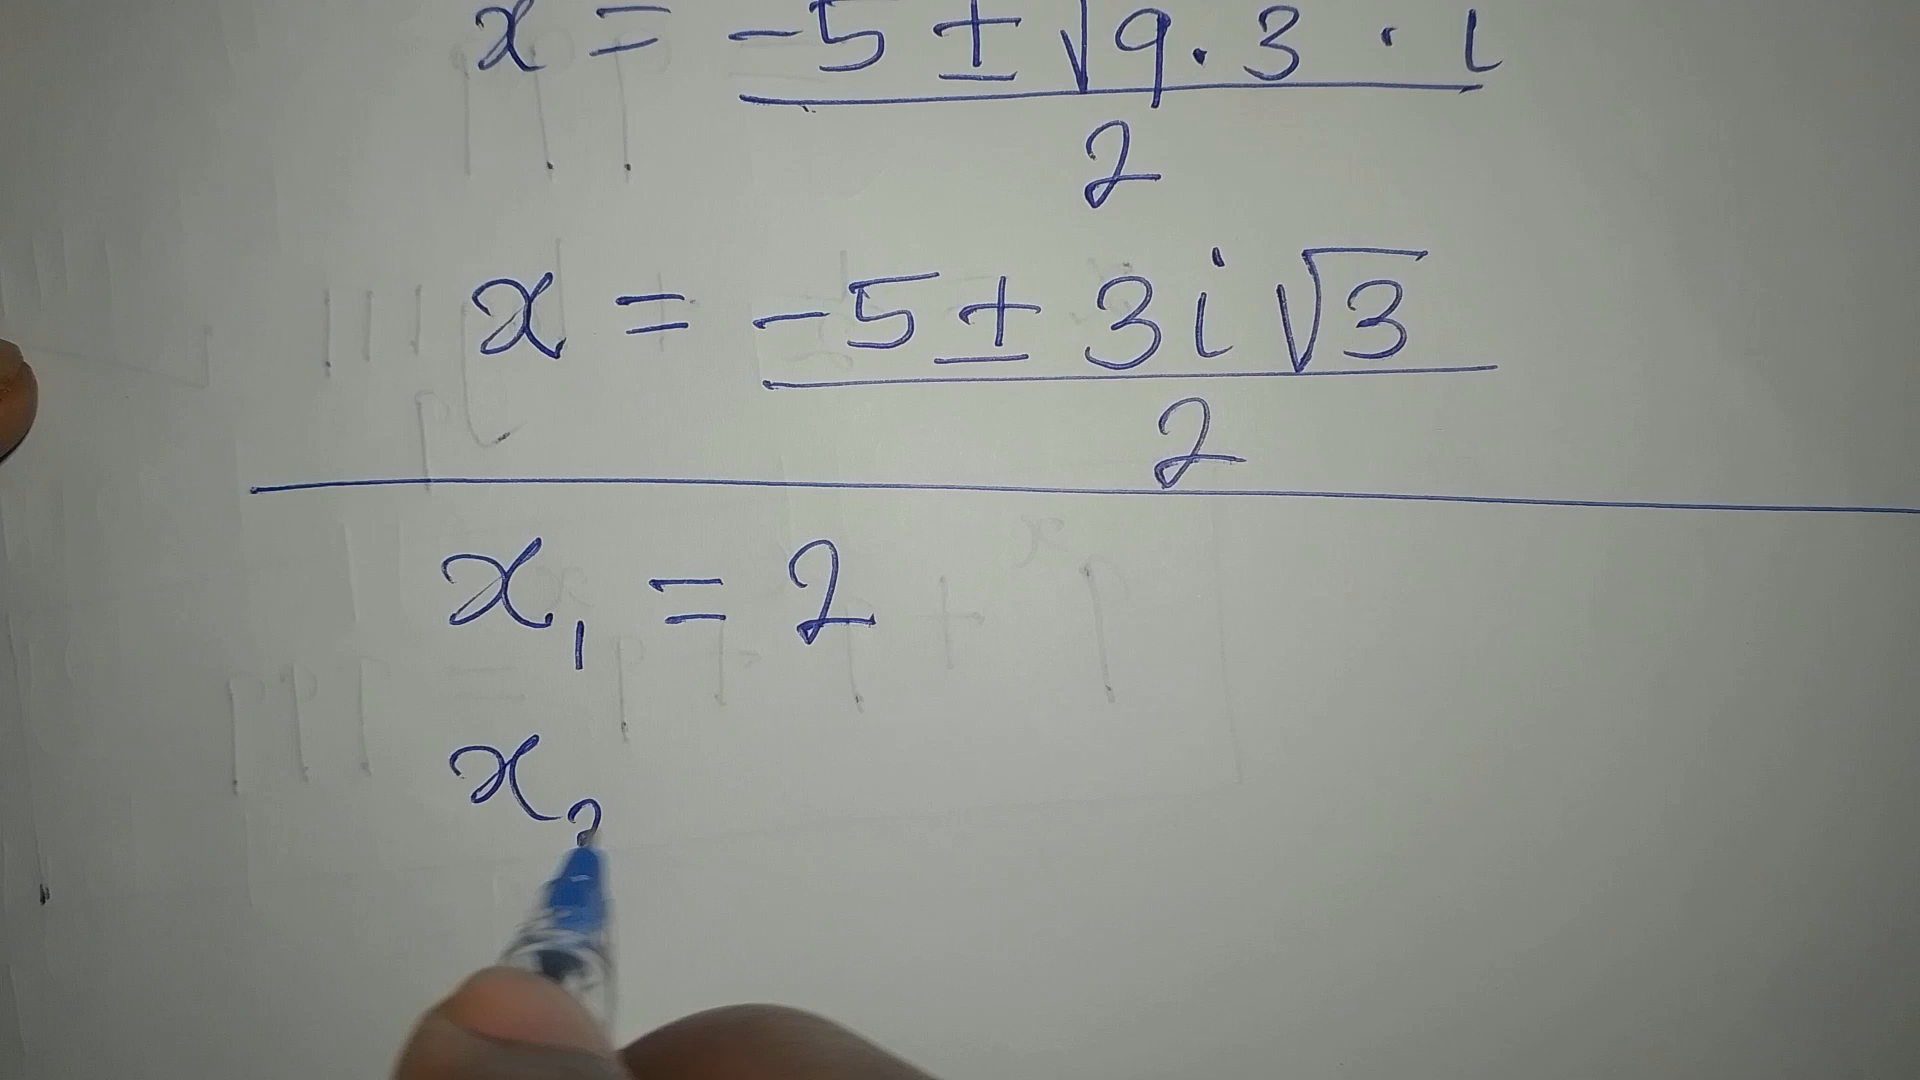 x = (-5 ± √9 · 3 · i) / 2
x = (-5 ± 3i√3) / 2
x₁ = 2
x₂